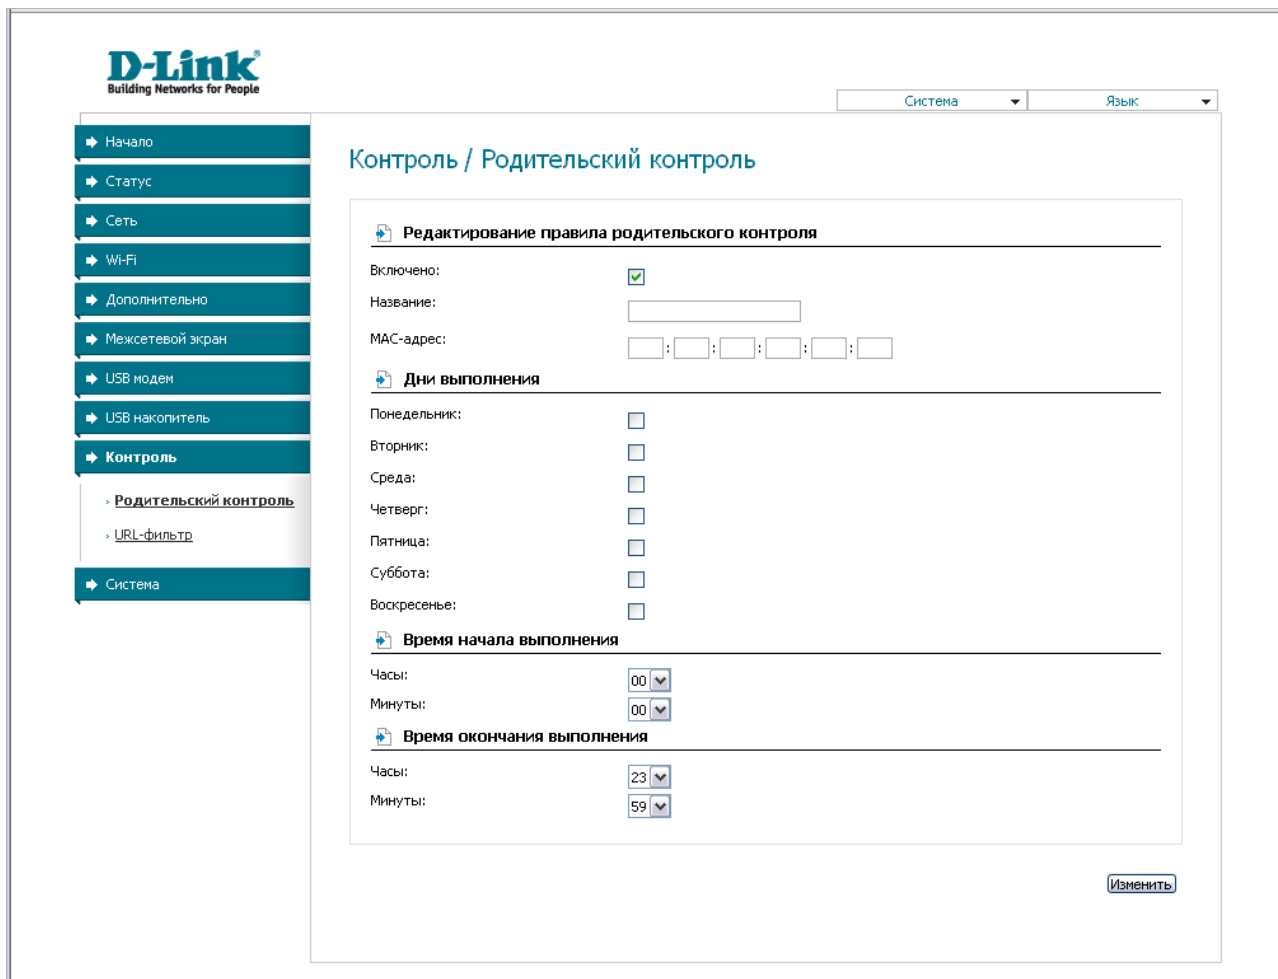 D-Link
Building Networks for People
Система
Язык
Начало
Статус
Сеть
Wi-Fi
Дополнительно
Межсетевой экран
USB модем
USB накопитель
Контроль
Родительский контроль
URL-фильтр
Система
Контроль / Родительский контроль
Редактирование правила родительского контроля
Включено:
Название:
MAC-адрес:
: : : : :
Дни выполнения
Понедельник:
Вторник:
Среда:
Четверг:
Пятница:
Суббота:
Воскресенье:
Время начала выполнения
Часы: 00
Минуты: 00
Время окончания выполнения
Часы: 23
Минуты: 59
Изменить